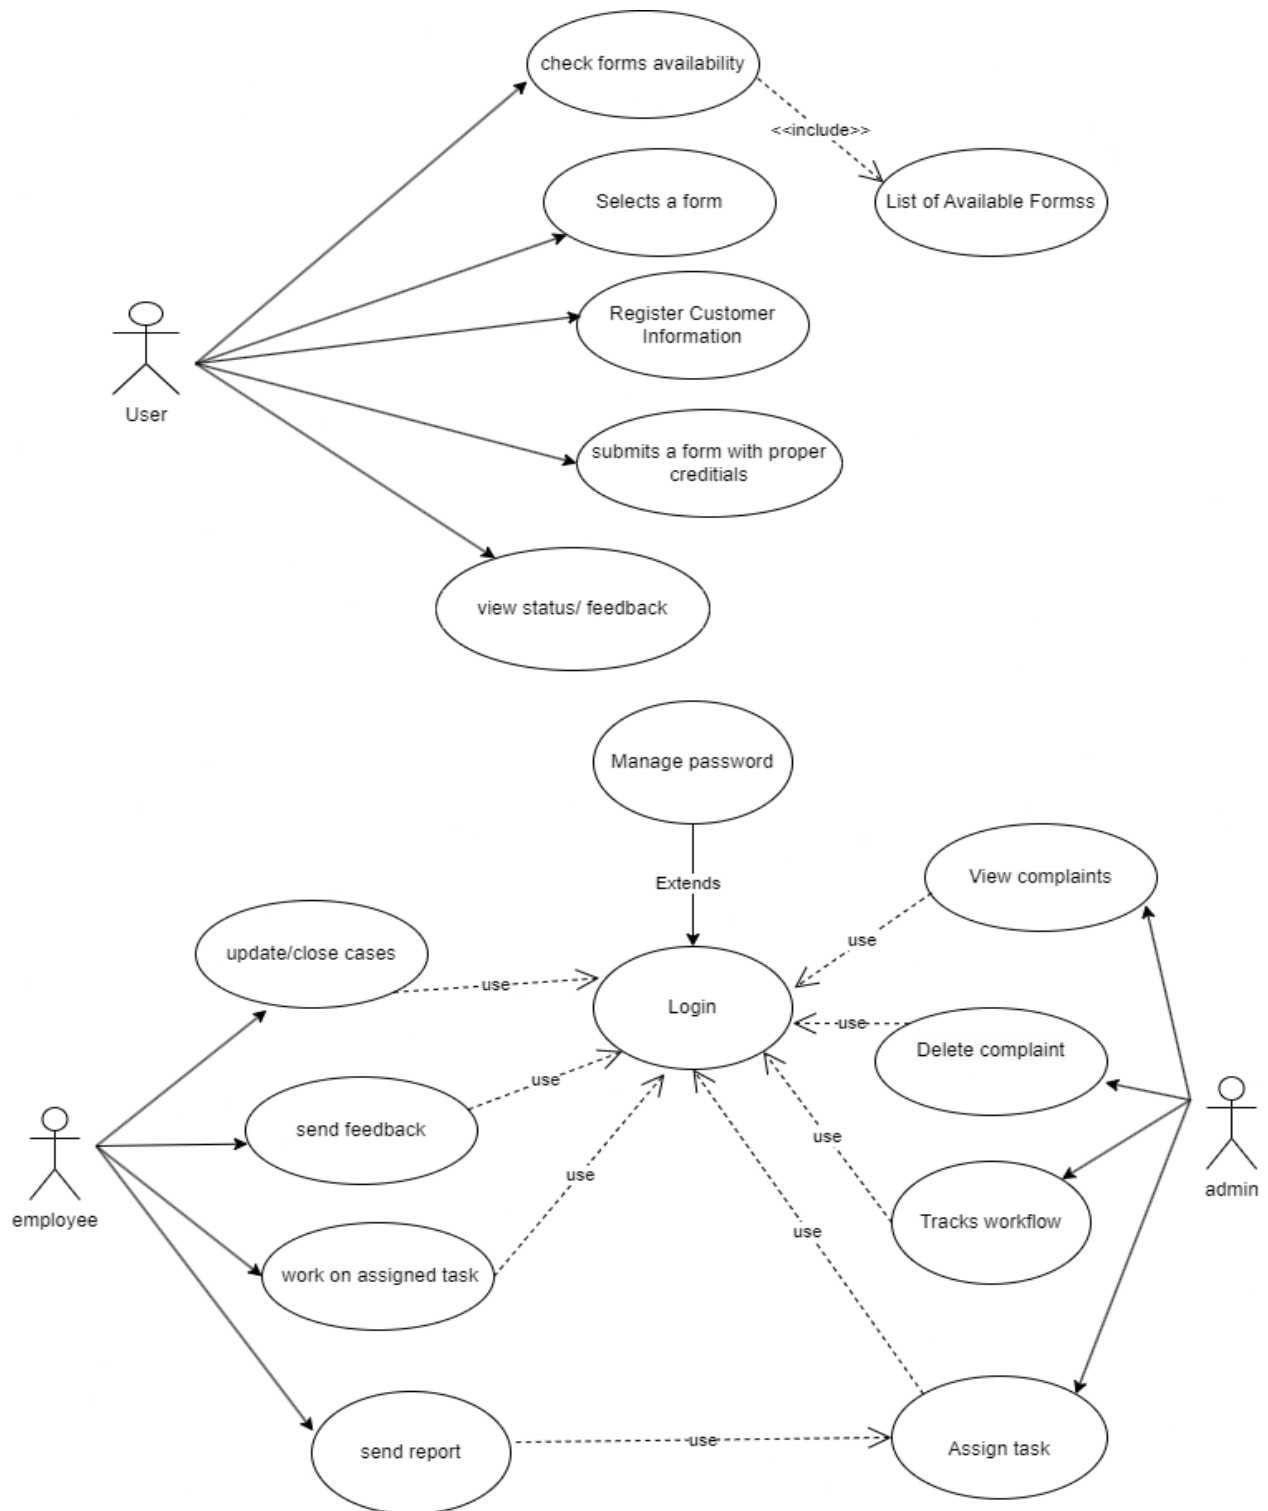 check forms availability
<<include>>
Selects a form
List of Available Formss
Register Customer
Information
User
submits a form with proper
creditials
view status/ feedback
Manage password
Extends
View complaints
update/close cases
use
use
Login
use
Delete complaint
use
send feedback
use
use
employee
admin
Tracks workflow
use
use
work on assigned task
send report
use
Assign task